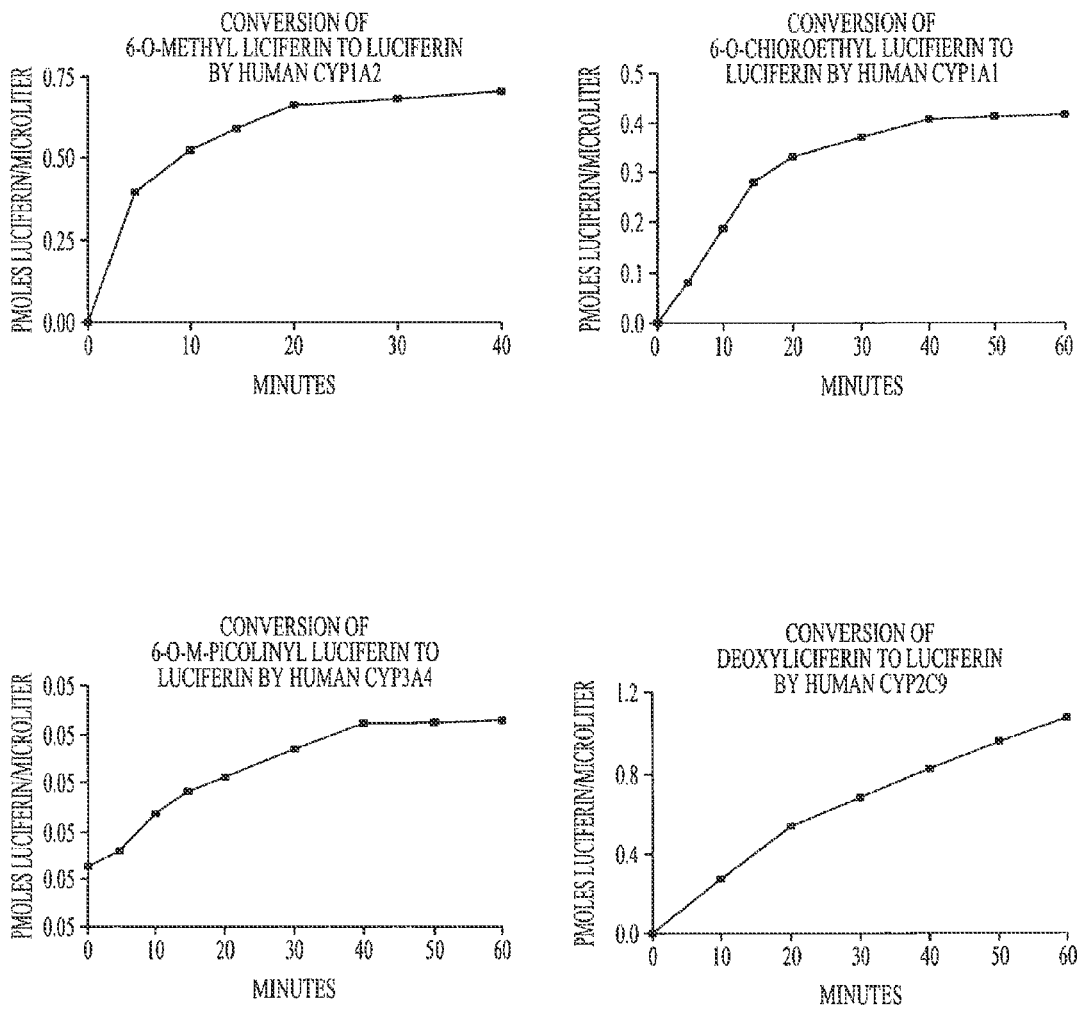 CONVERSION OF
6-O-METHYL LICIFERIN TO LUCIFERIN
BY HUMAN CYP1A2
PMOLES LUCIFERIN/MICROLITER
0.75
0.50
0.25
0.00
0 10 20 30 40
MINUTES
CONVERSION OF
6-O-CHIOROETHYL LUCIFIERIN TO
LUCIFERIN BY HUMAN CYP1A1
PMOLES LUCIFERIN/MICROLITER
0.5
0.4
0.3
0.2
0.1
0.0
0 10 20 30 40 50 60
MINUTES
CONVERSION OF
6-O-M-PICOLINYL LUCIFERIN TO
LUCIFERIN BY HUMAN CYP3A4
PMOLES LUCIFERIN/MICROLITER
0.05
0.05
0.05
0.05
0.05
0.05
0 10 20 30 40 50 60
MINUTES
CONVERSION OF
DEOXYLICIFERIN TO LUCIFERIN
BY HUMAN CYP2C9
PMOLES LUCIFERIN/MICROLITER
1.2
0.8
0.4
0.0
0 10 20 30 40 50 60
MINUTES